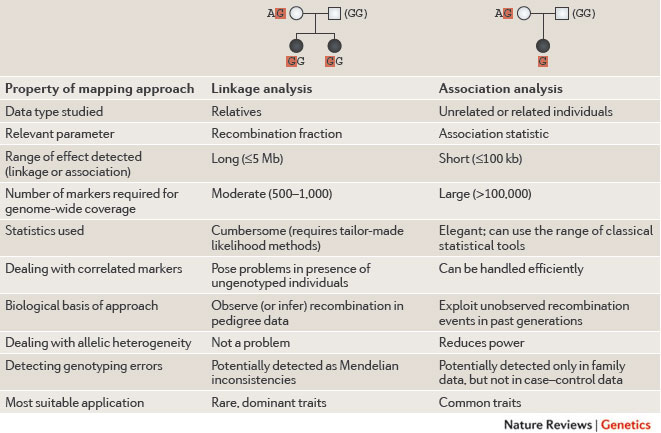 AG (GG) AG (GG)
GG GG G
Property of mapping approach Linkage analysis Association analysis
Data type studied Relatives Unrelated or related individuals
Relevant parameter Recombination fraction Association statistic
Range of effect detected Long (≤5 Mb) Short (≤100 kb)
(linkage or association)
Number of markers required for Moderate (500–1,000) Large (>100,000)
genome-wide coverage
Statistics used Cumbersome (requires tailor-made Elegant; can use the range of classical
likelihood methods) statistical tools
Dealing with correlated markers Pose problems in presence of Can be handled efficiently
ungenotyped individuals
Biological basis of approach Observe (or infer) recombination in Exploit unobserved recombination
pedigree data events in past generations
Dealing with allelic heterogeneity Not a problem Reduces power
Detecting genotyping errors Potentially detected as Mendelian Potentially detected only in family
inconsistencies data, but not in case–control data
Most suitable application Rare, dominant traits Common traits
Nature Reviews | Genetics